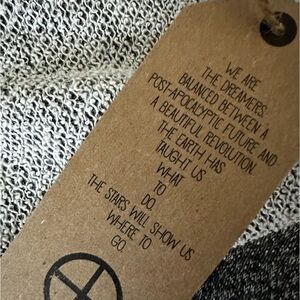 WE ARE
THE DREAMERS.
BALANCED BETWEEN A
POST-APOCALYPTIC FUTURE AND
A BEAUTIFUL REVOLUTION.
THE EARTH HAS
TAUGHT US
WHAT
TO
DO.
THE STARS WILL SHOW US
WHERE TO
GO.